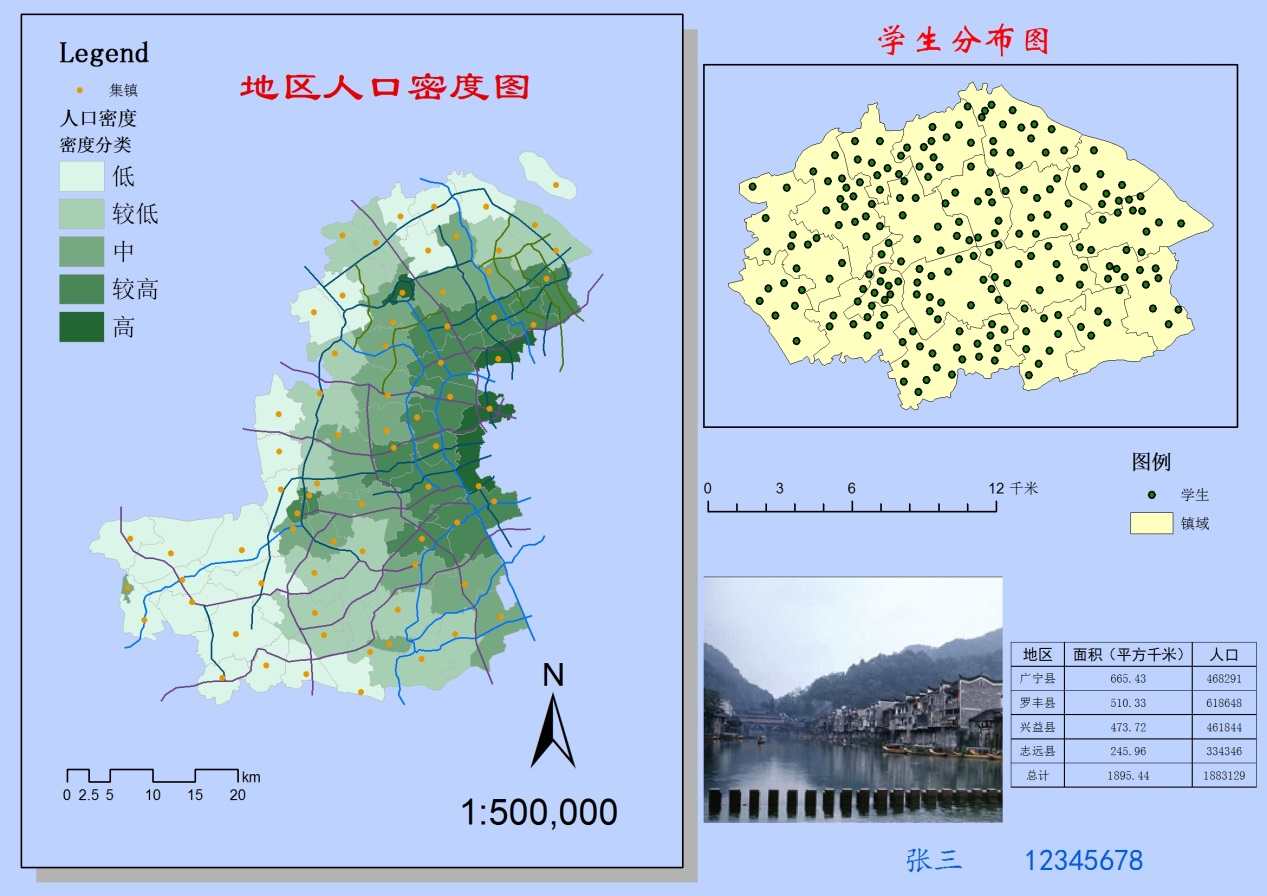 Legend
集镇
人口密度
密度分类
低
较低
中
较高
高
地区人口密度图
km
0 2.5 5 10 15 20
N
1:500,000
学生分布图
0 3 6 12 千米
图例
学生
镇域
地区 面积（平方千米） 人口
广宁县 665.43 468291
罗丰县 510.33 618648
兴益县 473.72 461844
志远县 245.96 334346
总计 1895.44 1883129
张三 12345678